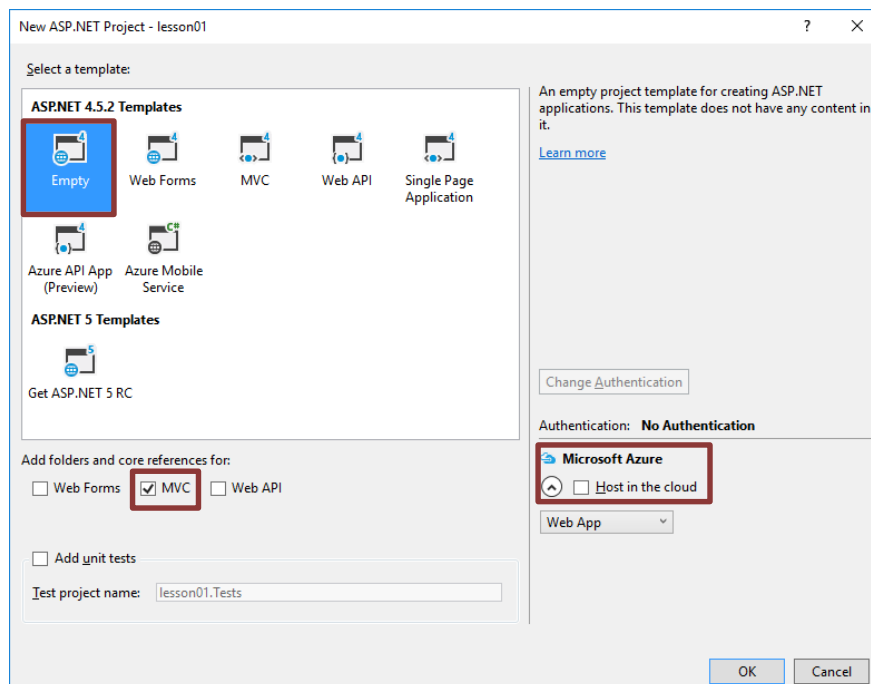 New ASP.NET Project - lesson01
?
Select a template:
ASP.NET 4.5.2 Templates
4 4 4 4 4
Empty Web Forms MVC Web API Single Page
Application
4 C#
Azure API App Azure Mobile
(Preview) Service
ASP.NET 5 Templates
5
Get ASP.NET 5 RC
An empty project template for creating ASP.NET
applications. This template does not have any content in
it.
Learn more
Change Authentication
Authentication: No Authentication
Microsoft Azure
Host in the cloud
Web App
Add folders and core references for:
Web Forms MVC Web API
Add unit tests
Test project name: lesson01.Tests
OK Cancel